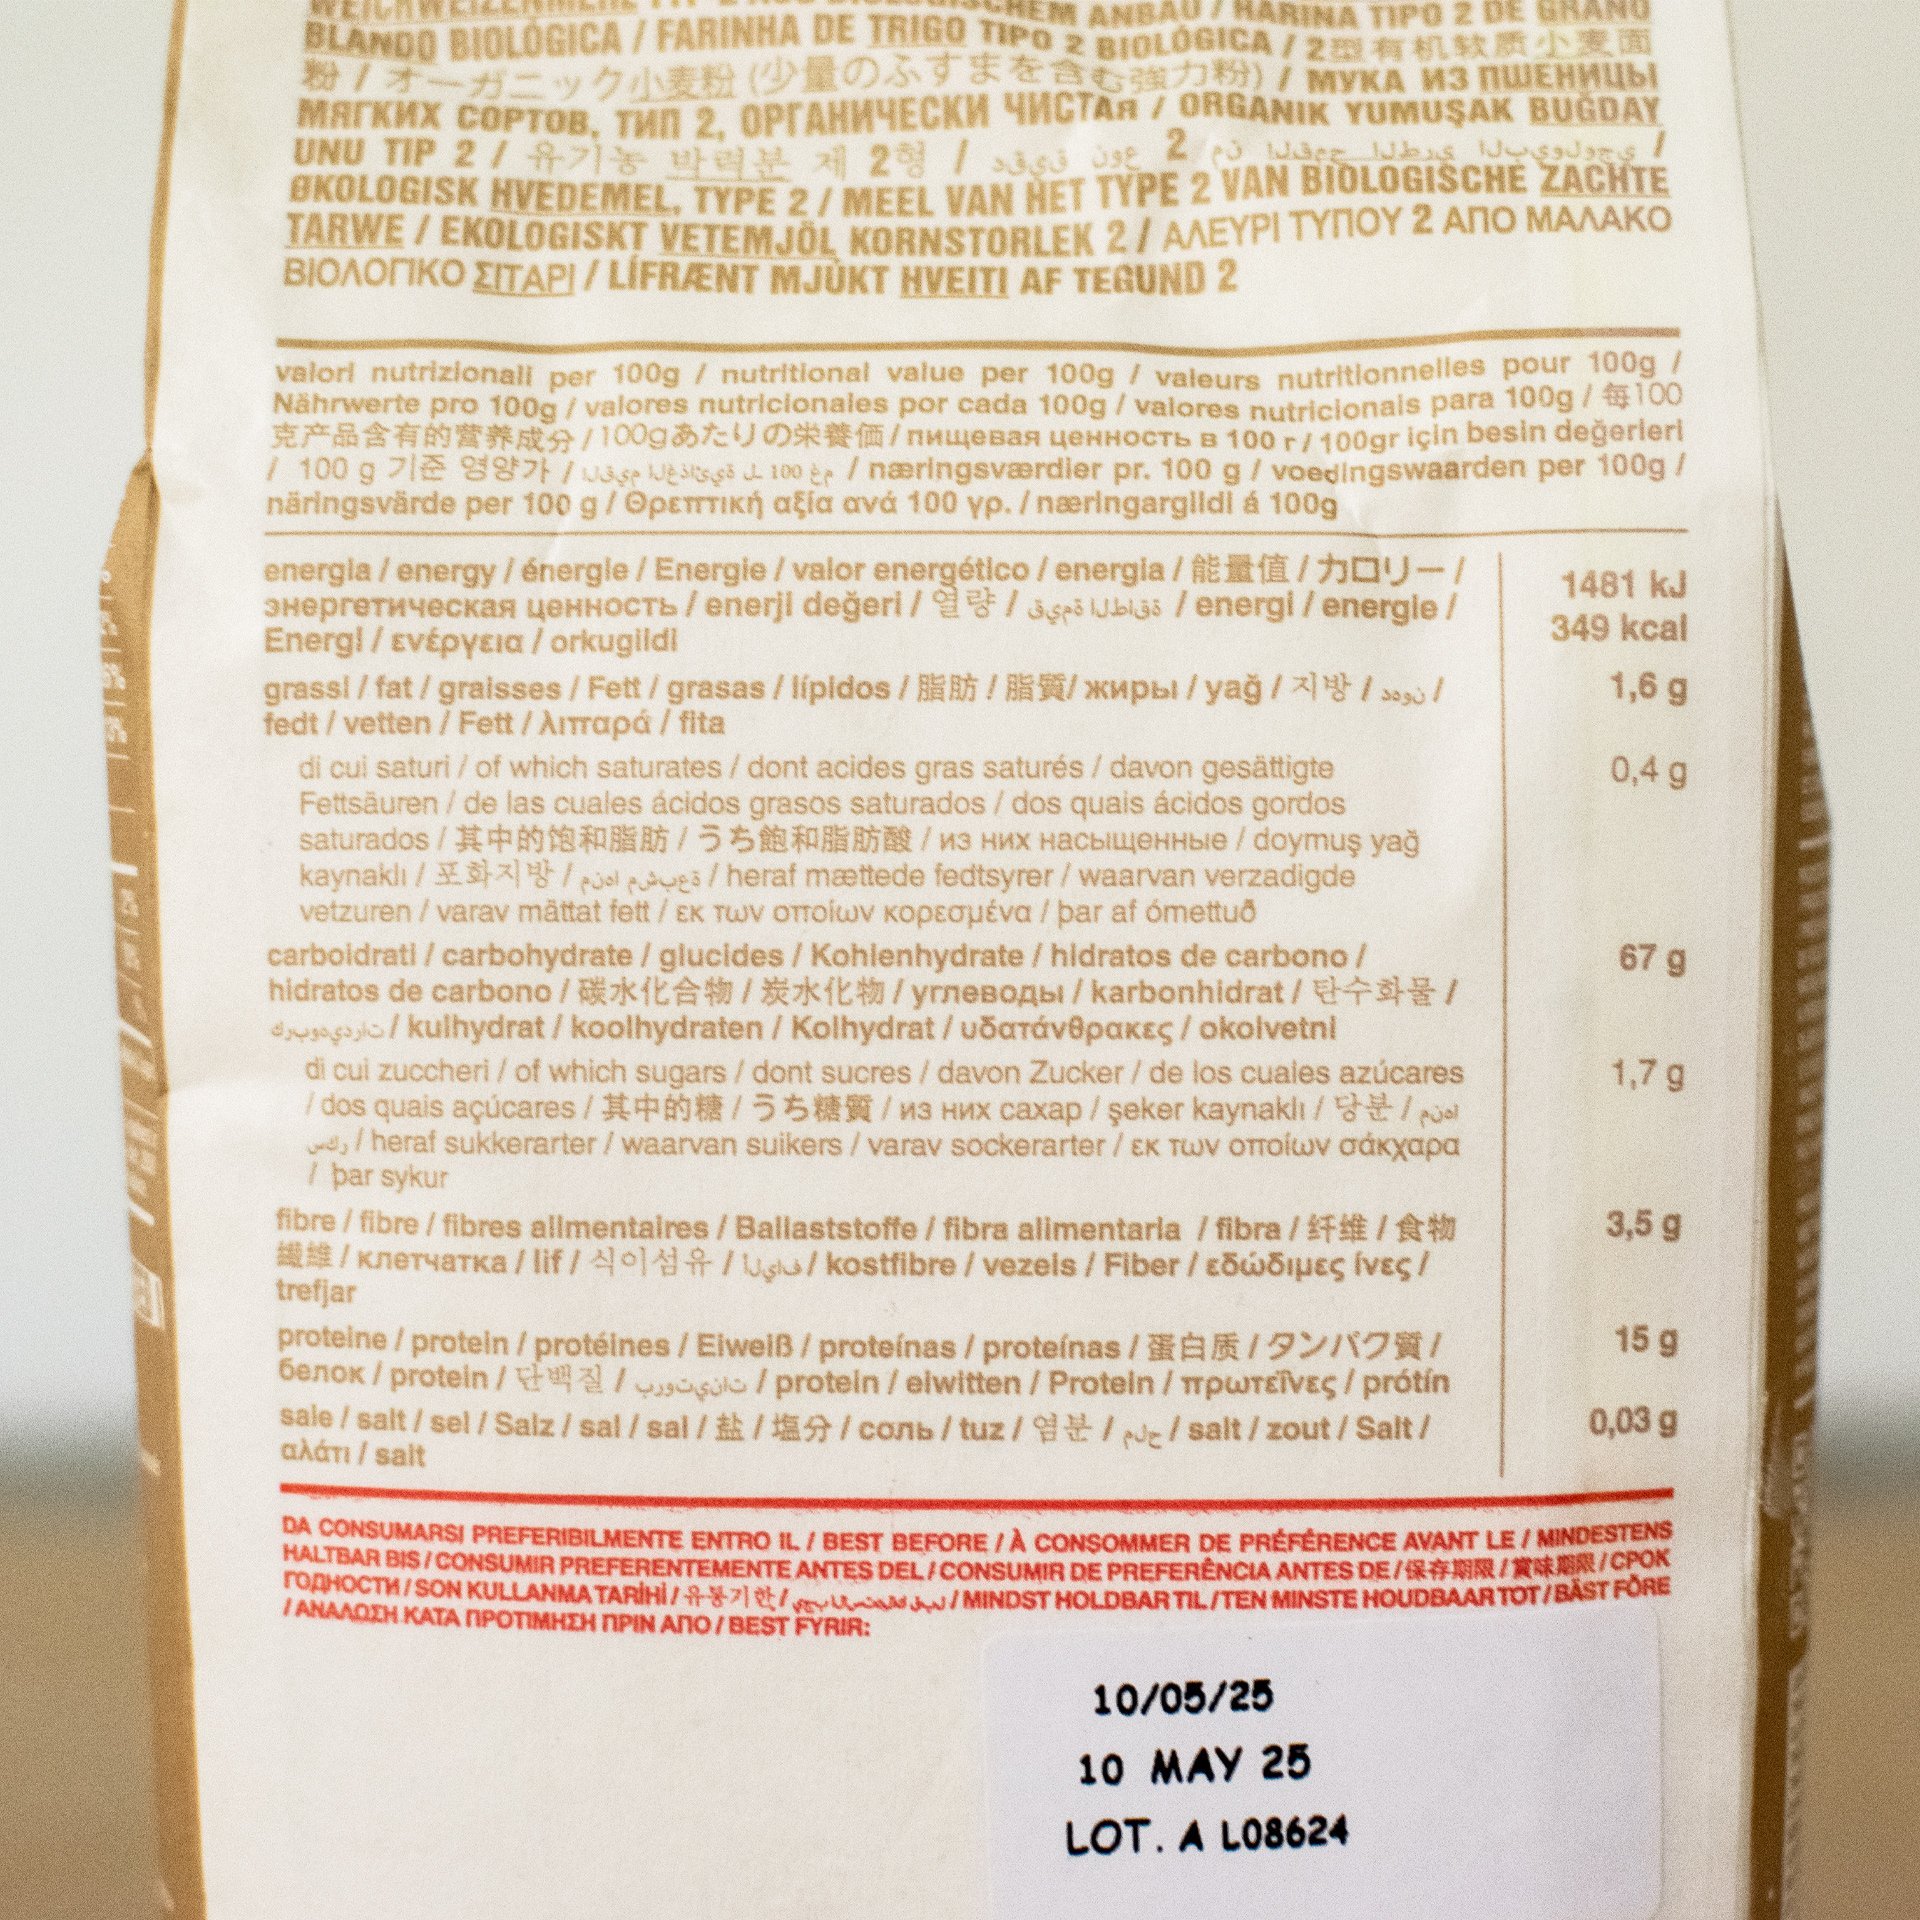 BLANDO BIOLÓGICA / FARINHA DE TRIGO TIPO 2 BIOLÓGICA / 2型有机软质小麦面
粉 / オーガニック小麦粉 (少量のふすまを含む強力粉) / МУКА ИЗ ПШЕНИЦЫ
МЯГКИХ СОРТОВ, ТИП 2, ОРГАНИЧЕСКИ ЧИСТАЯ / ORGANIK YUMUŞAK BUĞDAY
UNU TIP 2 / 유기농 박력분 제 2형 / 2 /
ØKOLOGISK HVEDEMEL, TYPE 2 / MEEL VAN HET TYPE 2 VAN BIOLOGISCHE ZACHTE
TARWE / EKOLOGISKT VETEMJÖL KORNSTORLEK 2 / ΑΛΕΥΡΙ ΤΥΠΟΥ 2 ΑΠΟ ΜΑΛΑΚΟ
ΒΙΟΛΟΓΙΚΟ ΣΙΤΑΡΙ / LÍFRÆNT MJÚKT HVEITI AF TEGUND 2
valori nutrizionali per 100g / nutritional value per 100g / valeurs nutritionnelles pour 100g /
Nährwerte pro 100g / valores nutricionales por cada 100g / valores nutricionais para 100g / 每100
克产品含有的营养成分 / 100gあたりの栄養価 / пищевая ценность в 100 г / 100gr için besin değerleri
/ 100 g 기준 영양가 / / næringsværdier pr. 100 g / voedingswaarden per 100g /
näringsvärde per 100 g / Θρεπτική αξία ανά 100 γρ. / næringargildi á 100g
energia / energy / énergie / Energie / valor energético / energia / 能量值 / カロリー /
энергетическая ценность / enerji değeri / 열량 / / energi / energie /
Energi / ενέργεια / orkugildi
1481 kJ
349 kcal
grassi / fat / graisses / Fett / grasas / lípidos / 脂肪 / 脂質/ жиры / yağ / 지방 / /
fedt / vetten / Fett / λιπαρά / fita
1,6 g
di cui saturi / of which saturates / dont acides gras saturés / davon gesättigte
Fettsäuren / de las cuales ácidos grasos saturados / dos quais ácidos gordos
saturados / 其中的饱和脂肪 / うち飽和脂肪酸 / из них насыщенные / doymuş yağ
kaynaklı / 포화지방 / / heraf mættede fedtsyrer / waarvan verzadigde
vetzuren / varav mättat fett / εκ των οποίων κορεσμένα / þar af ómettuð
0,4 g
carboidrati / carbohydrate / glucides / Kohlenhydrate / hidratos de carbono /
hidratos de carbono / 碳水化合物 / 炭水化物 / углеводы / karbonhidrat / 탄수화물 /
/ kulhydrat / koolhydraten / Kolhydrat / υδατάνθρακες / okolvetni
67 g
di cui zuccheri / of which sugars / dont sucres / davon Zucker / de los cuales azúcares
/ dos quais açúcares / 其中的糖 / うち糖質 / из них сахар / şeker kaynaklı / 당분 /
/ heraf sukkerarter / waarvan suikers / varav sockerarter / εκ των οποίων σάκχαρα
/ þar sykur
1,7 g
fibre / fibre / fibres alimentaires / Ballaststoffe / fibra alimentaria / fibra / 纤维 / 食物
繊維 / клетчатка / lif / 식이섬유 / / kostfibre / vezels / Fiber / εδώδιμες ίνες /
trefjar
3,5 g
proteine / protein / protéines / Eiweiß / proteínas / proteínas / 蛋白质 / タンパク質 /
белок / protein / 단백질 / / protein / eiwitten / Protein / πρωτεΐνες / prótín
15 g
sale / salt / sel / Salz / sal / sal / 盐 / 塩分 / соль / tuz / 염분 / / salt / zout / Salt /
αλάτι / salt
0,03 g
DA CONSUMARSI PREFERIBILMENTE ENTRO IL / BEST BEFORE / À CONSOMMER DE PRÉFÉRENCE AVANT LE / MINDESTENS
HALTBAR BIS / CONSUMIR PREFERENTEMENTE ANTES DEL / CONSUMIR DE PREFERÊNCIA ANTES DE / 保存期限 / 賞味期限 / СРОК
ГОДНОСТИ / SON KULLANMA TARİHİ / 유통기한 / / MINDST HOLDBAR TIL / TEN MINSTE HOUDBAAR TOT / BÄST FÖRE
/ ΑΝΑΛΩΣΗ ΚΑΤΑ ΠΡΟΤΙΜΗΣΗ ΠΡΙΝ ΑΠΟ / BEST FYRIR:
10/05/25
10 MAY 25
LOT. A L08624